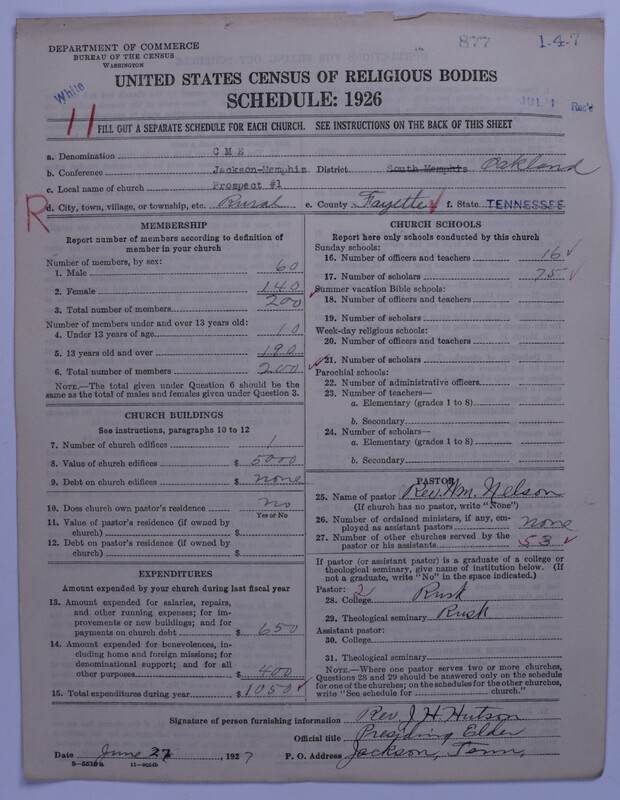 877
1-4-7
DEPARTMENT OF COMMERCE
BUREAU OF THE CENSUS
WASHINGTON
UNITED STATES CENSUS OF RELIGIOUS BODIES
SCHEDULE: 1926
White
JUL 1 Rec'd
11
FILL OUT A SEPARATE SCHEDULE FOR EACH CHURCH. SEE INSTRUCTIONS ON THE BACK OF THIS SHEET
a. Denomination C M E
b. Conference Jackson-Memphis District South Memphis Oakland
c. Local name of church Prospect #1
R
d. City, town, village, or township, etc. Rural e. County Fayette f. State TENNESSEE
MEMBERSHIP
Report number of members according to definition of
member in your church
Number of members, by sex:
1. Male 60
2. Female 140
3. Total number of members 200
Number of members under and over 13 years old:
4. Under 13 years of age 10
5. 13 years old and over 190
6. Total number of members 200
NOTE.—The total given under Question 6 should be the
same as the total of males and females given under Question 3.
CHURCH BUILDINGS
See instructions, paragraphs 10 to 12
7. Number of church edifices 1
8. Value of church edifices $ 5000
9. Debt on church edifices $ none
10. Does church own pastor's residence no
Yes or No
11. Value of pastor's residence (if owned by
church) $
12. Debt on pastor's residence (if owned by
church) $
EXPENDITURES
Amount expended by your church during last fiscal year
13. Amount expended for salaries, repairs,
and other running expenses; for im-
provements or new buildings; and for
payments on church debt $ 650
14. Amount expended for benevolences, in-
cluding home and foreign missions; for
denominational support; and for all
other purposes $ 400
15. Total expenditures during year $ 1050
CHURCH SCHOOLS
Report here only schools conducted by this church
Sunday schools:
16. Number of officers and teachers 16
17. Number of scholars 75
Summer vacation Bible schools:
18. Number of officers and teachers
19. Number of scholars
Week-day religious schools:
20. Number of officers and teachers
21. Number of scholars
Parochial schools:
22. Number of administrative officers
23. Number of teachers—
a. Elementary (grades 1 to 8)
b. Secondary
24. Number of scholars—
a. Elementary (grades 1 to 8)
b. Secondary
PASTOR
25. Name of pastor Rev. Wm. Nelson
(If church has no pastor, write "None")
26. Number of ordained ministers, if any, em-
ployed as assistant pastors none
27. Number of other churches served by the
pastor or his assistants 3
If pastor (or assistant pastor) is a graduate of a college or
theological seminary, give name of institution below. (If
not a graduate, write "No" in the space indicated.)
Pastor: 2
28. College Rusk
29. Theological seminary Rusk
Assistant pastor:
30. College
31. Theological seminary
NOTE.—Where one pastor serves two or more churches,
Questions 28 and 29 should be answered only on the schedule
for one of the churches; on the schedules for the other churches,
write "See schedule for church."
Signature of person furnishing information Rev J. H. Hutson
Official title Presiding Elder
Date June 27, 1927 P. O. Address Jackson, Tenn,